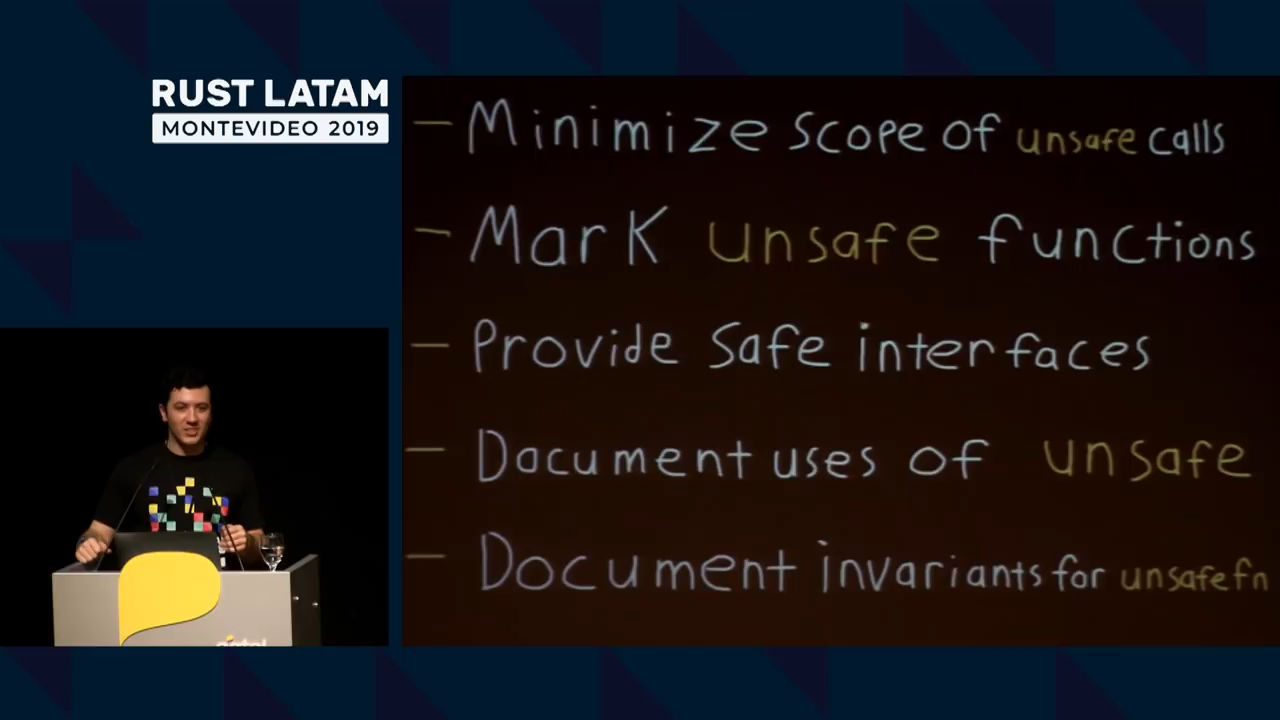 RUST LATAM
MONTEVIDEO 2019
— Minimize scope of unsafe calls
— Mark unsafe functions
— Provide Safe interfaces
— Document uses of unsafe
— Document invariants for unsafe fn